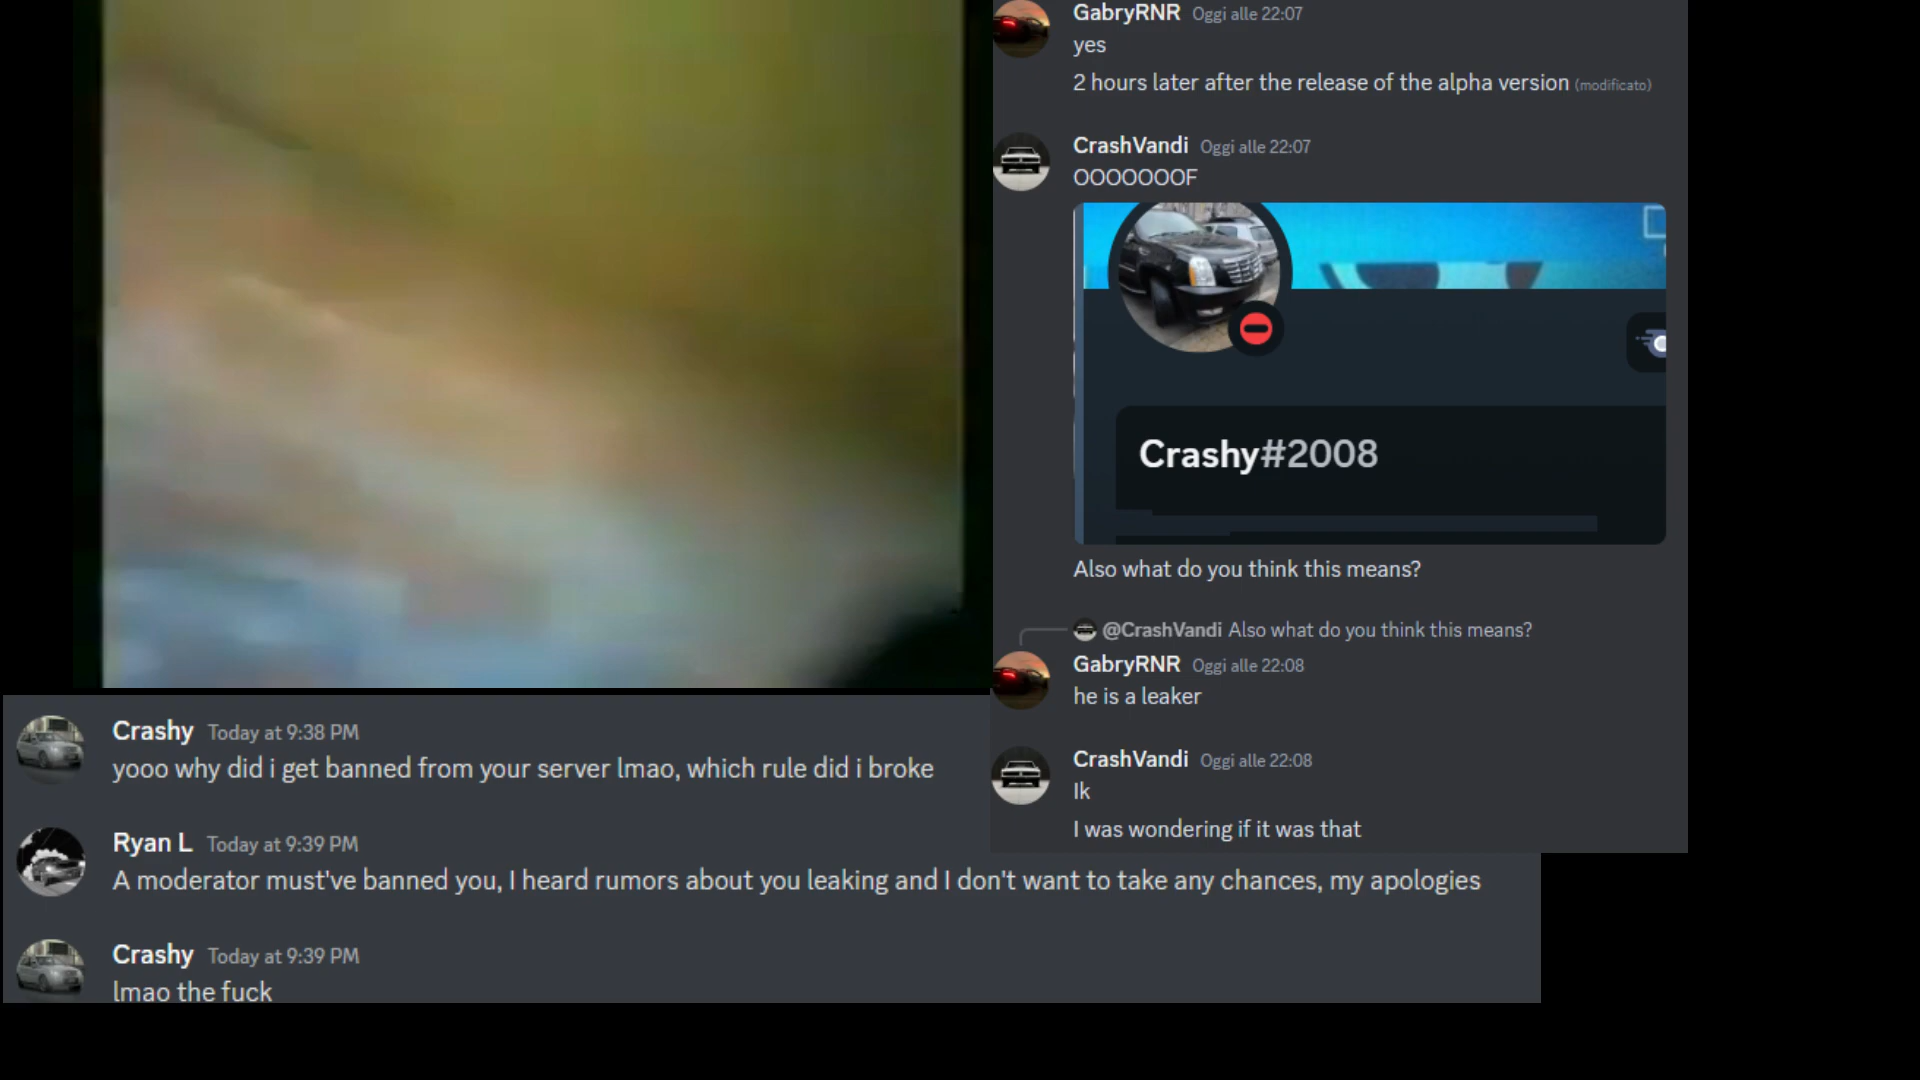 GabryRNR Oggi alle 22:07
yes
2 hours later after the release of the alpha version (modificato)
CrashVandi Oggi alle 22:07
OOOOOOOF
Crashy#2008
Also what do you think this means?
@CrashVandi Also what do you think this means?
GabryRNR Oggi alle 22:08
he is a leaker
CrashVandi Oggi alle 22:08
Ik
I was wondering if it was that
Crashy Today at 9:38 PM
yooo why did i get banned from your server lmao, which rule did i broke
Ryan L Today at 9:39 PM
A moderator must've banned you, I heard rumors about you leaking and I don't want to take any chances, my apologies
Crashy Today at 9:39 PM
lmao the fuck